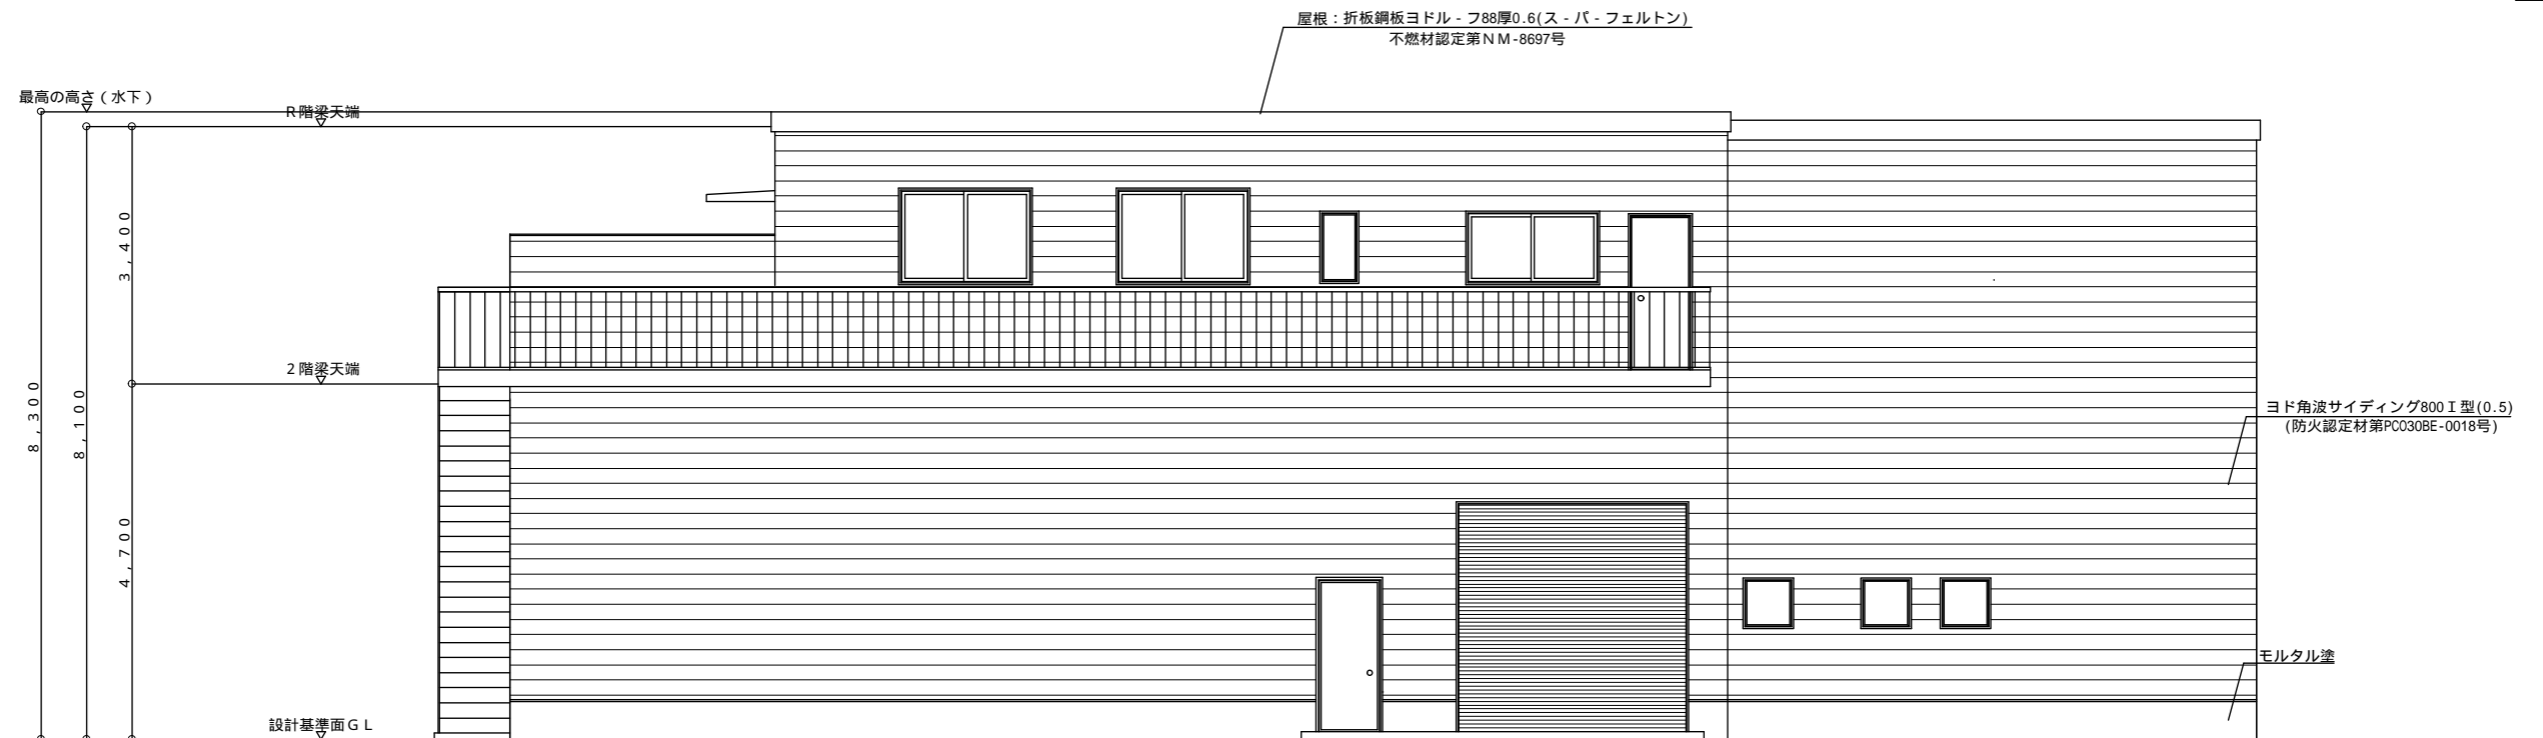 屋根：折板鋼板ヨドル-フ88厚0.6(ス-パ-フェルトン)
不燃材認定第ＮＭ-8697号
最高の高さ（水下）
Ｒ階梁天端
3,400
2階梁天端
8,300
8,100
ヨド角波サイディング800Ｉ型(0.5)
(防火認定材第PC030BE-0018号)
4,700
モルタル塗
設計基準面ＧＬ